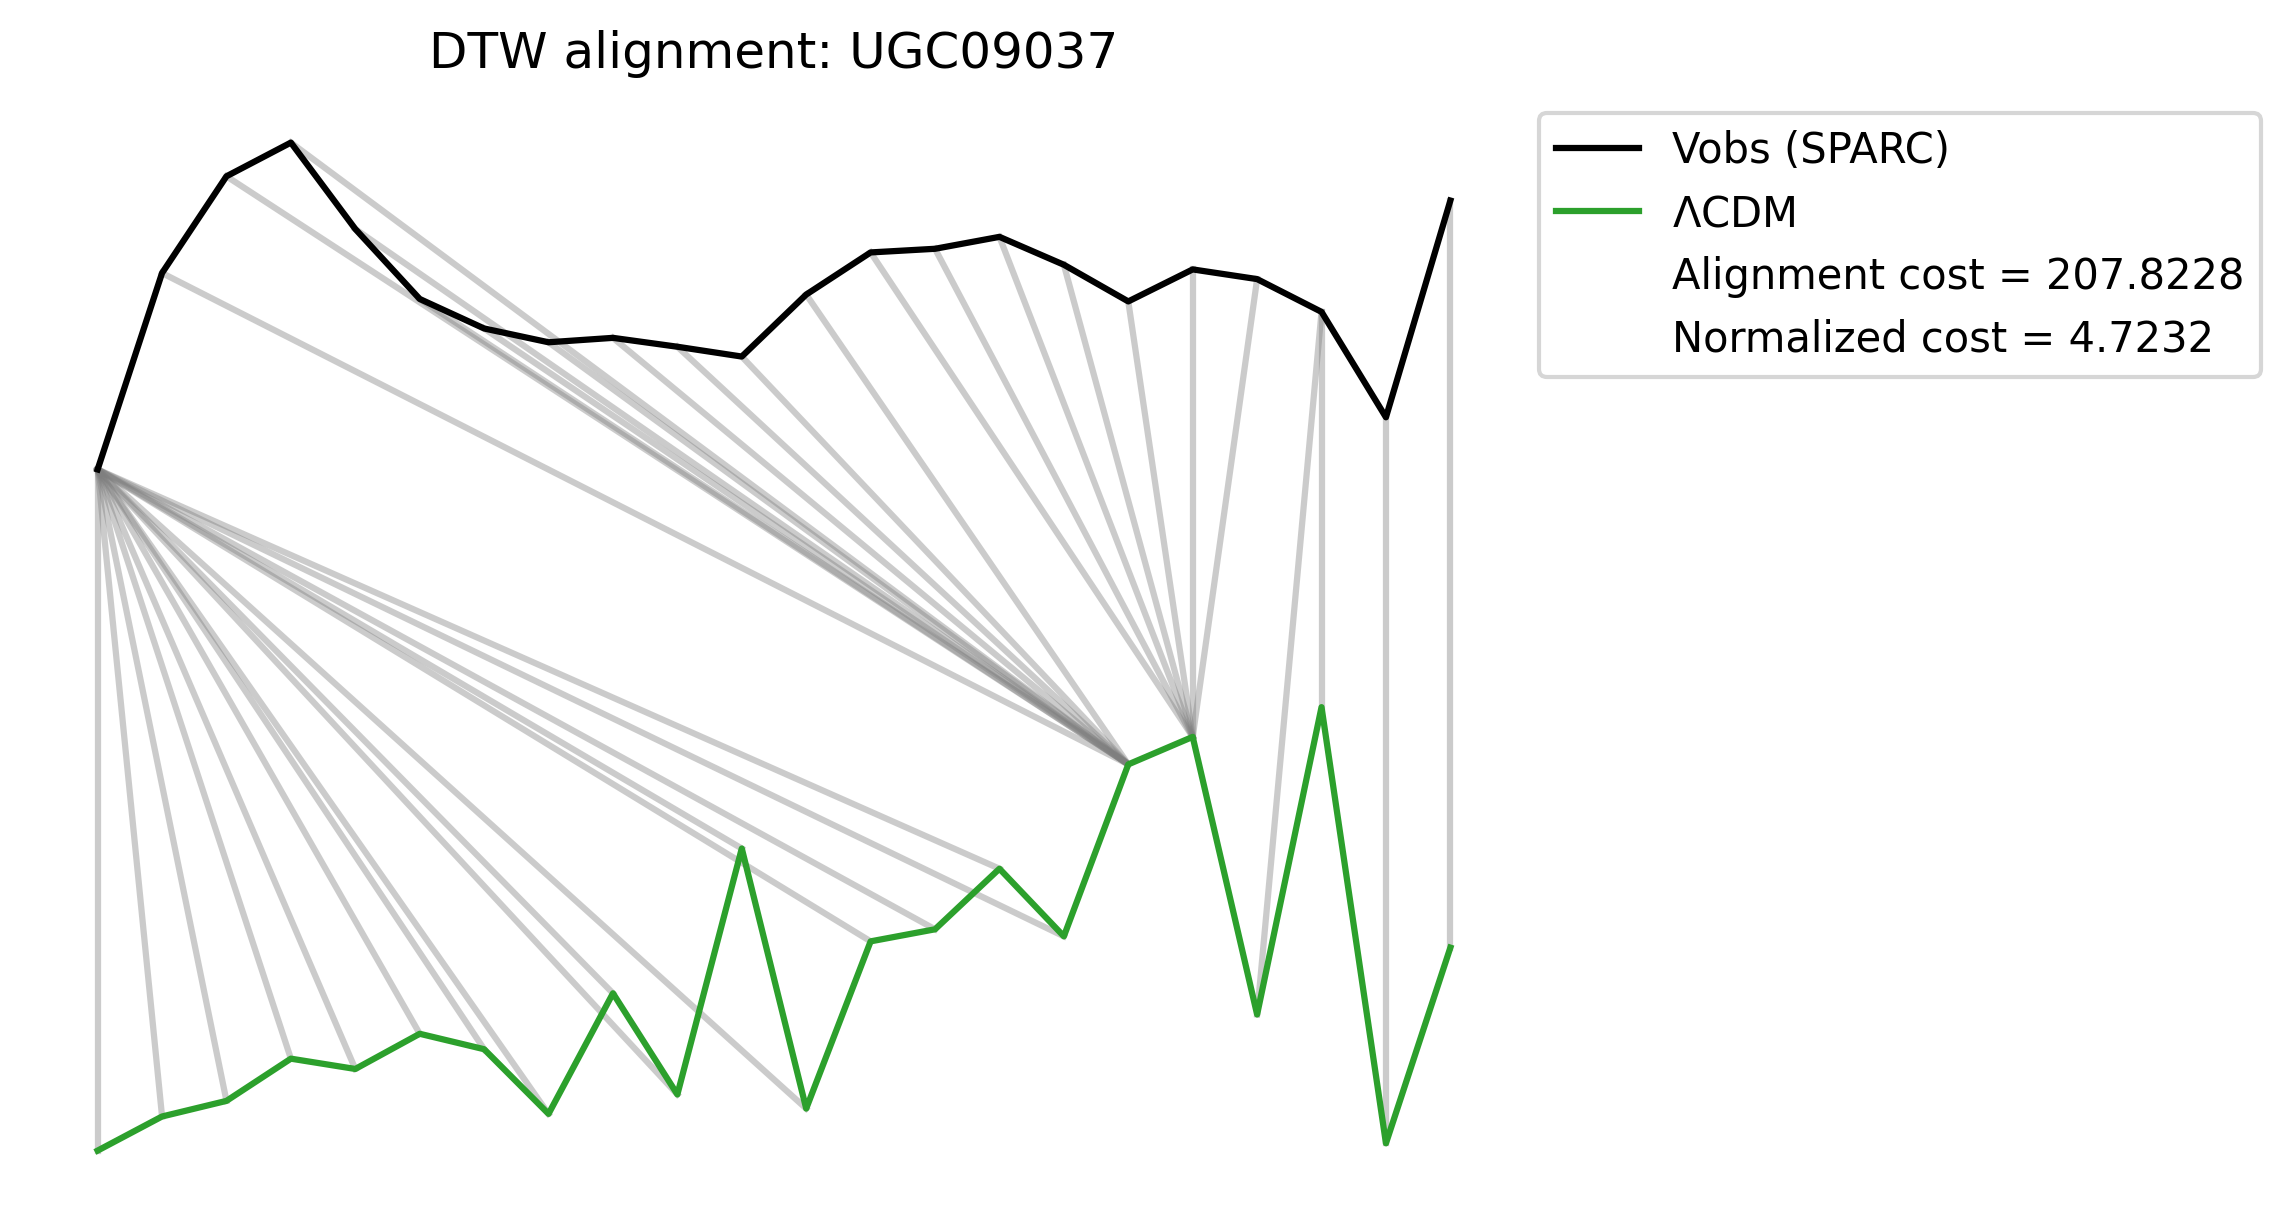 DTW alignment: UGC09037
Vobs (SPARC)
ΛCDM
Alignment cost = 207.8228
Normalized cost = 4.7232